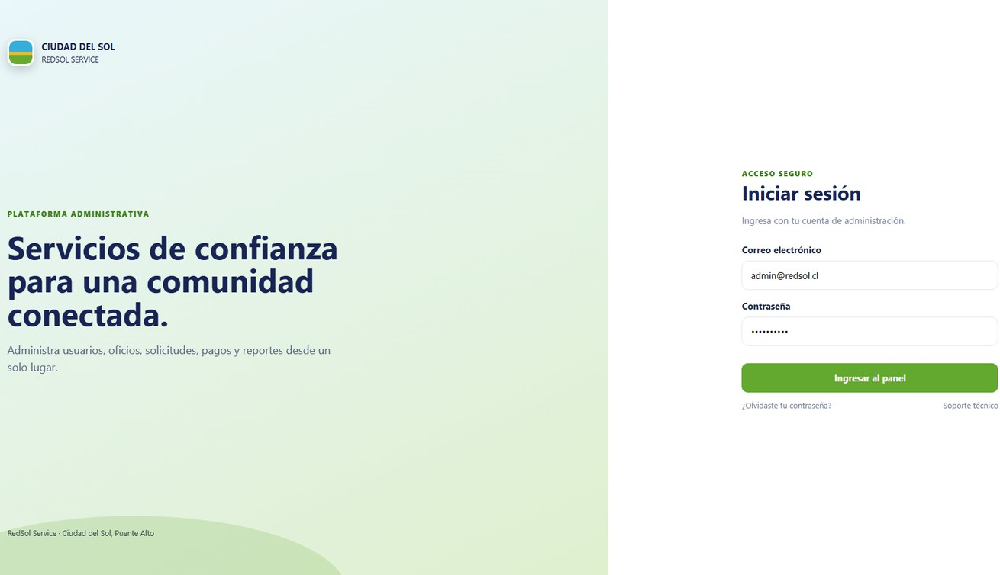 CIUDAD DEL SOL
REDSOL SERVICE
PLATAFORMA ADMINISTRATIVA
Servicios de confianza
para una comunidad
conectada.
Administra usuarios, oficios, solicitudes, pagos y reportes desde un
solo lugar.
RedSol Service · Ciudad del Sol, Puente Alto
ACCESO SEGURO
Iniciar sesión
Ingresa con tu cuenta de administración.
Correo electrónico
admin@redsol.cl
Contraseña
••••••••••
Ingresar al panel
¿Olvidaste tu contraseña?
Soporte técnico